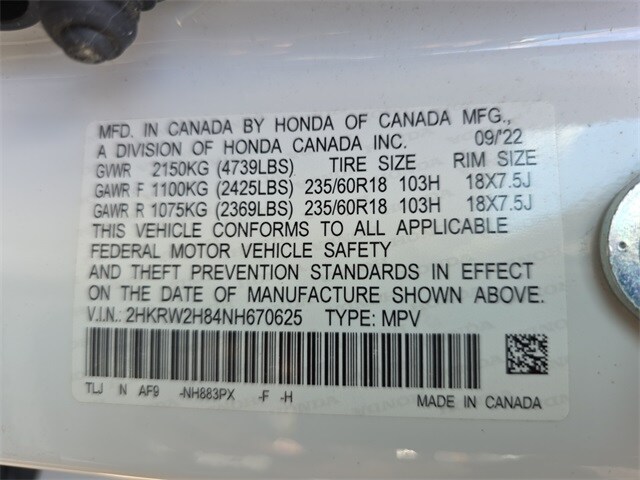 MFD. IN CANADA BY HONDA OF CANADA MFG.,
A DIVISION OF HONDA CANADA INC. 09/'22
GVWR 2150KG (4739LBS) TIRE SIZE RIM SIZE
GAWR F 1100KG (2425LBS) 235/60R18 103H 18X7.5J
GAWR R 1075KG (2369LBS) 235/60R18 103H 18X7.5J
THIS VEHICLE CONFORMS TO ALL APPLICABLE
FEDERAL MOTOR VEHICLE SAFETY
AND THEFT PREVENTION STANDARDS IN EFFECT
ON THE DATE OF MANUFACTURE SHOWN ABOVE.
V.I.N.: 2HKRW2H84NH670625 TYPE: MPV
TLJ N AF9 -NH883PX -F -H
MADE IN CANADA